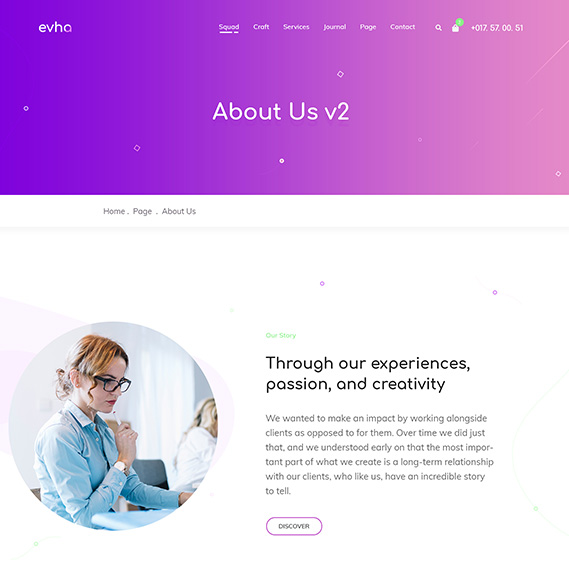 evha
Squad Craft Services Journal Page Contact +017. 57. 00. 51
About Us v2
Home . Page . About Us
Our Story
Through our experiences,
passion, and creativity
We wanted to make an impact by working alongside
clients as opposed to for them. Over time we did just
that, and we understood early on that the most impor-
tant part of what we create is a long-term relationship
with our clients, who like us, have an incredible story
to tell.
DISCOVER